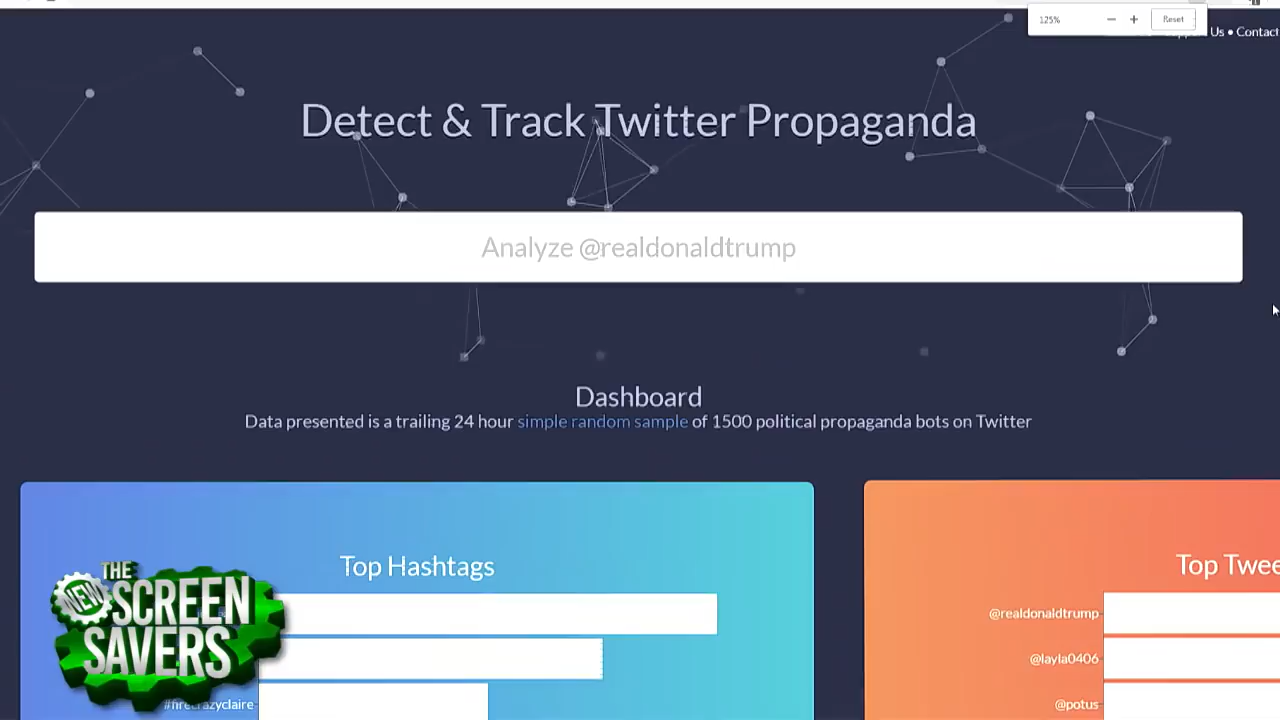 125%
Reset
Us • Contact
Detect & Track Twitter Propaganda
Analyze @realdonaldtrump
Dashboard
Data presented is a trailing 24 hour simple random sample of 1500 political propaganda bots on Twitter
Top Hashtags
#firecrazyclaire
Top Twee
@realdonaldtrump
@layla0406
@potus
THE
NEW
SCREEN
SAVERS